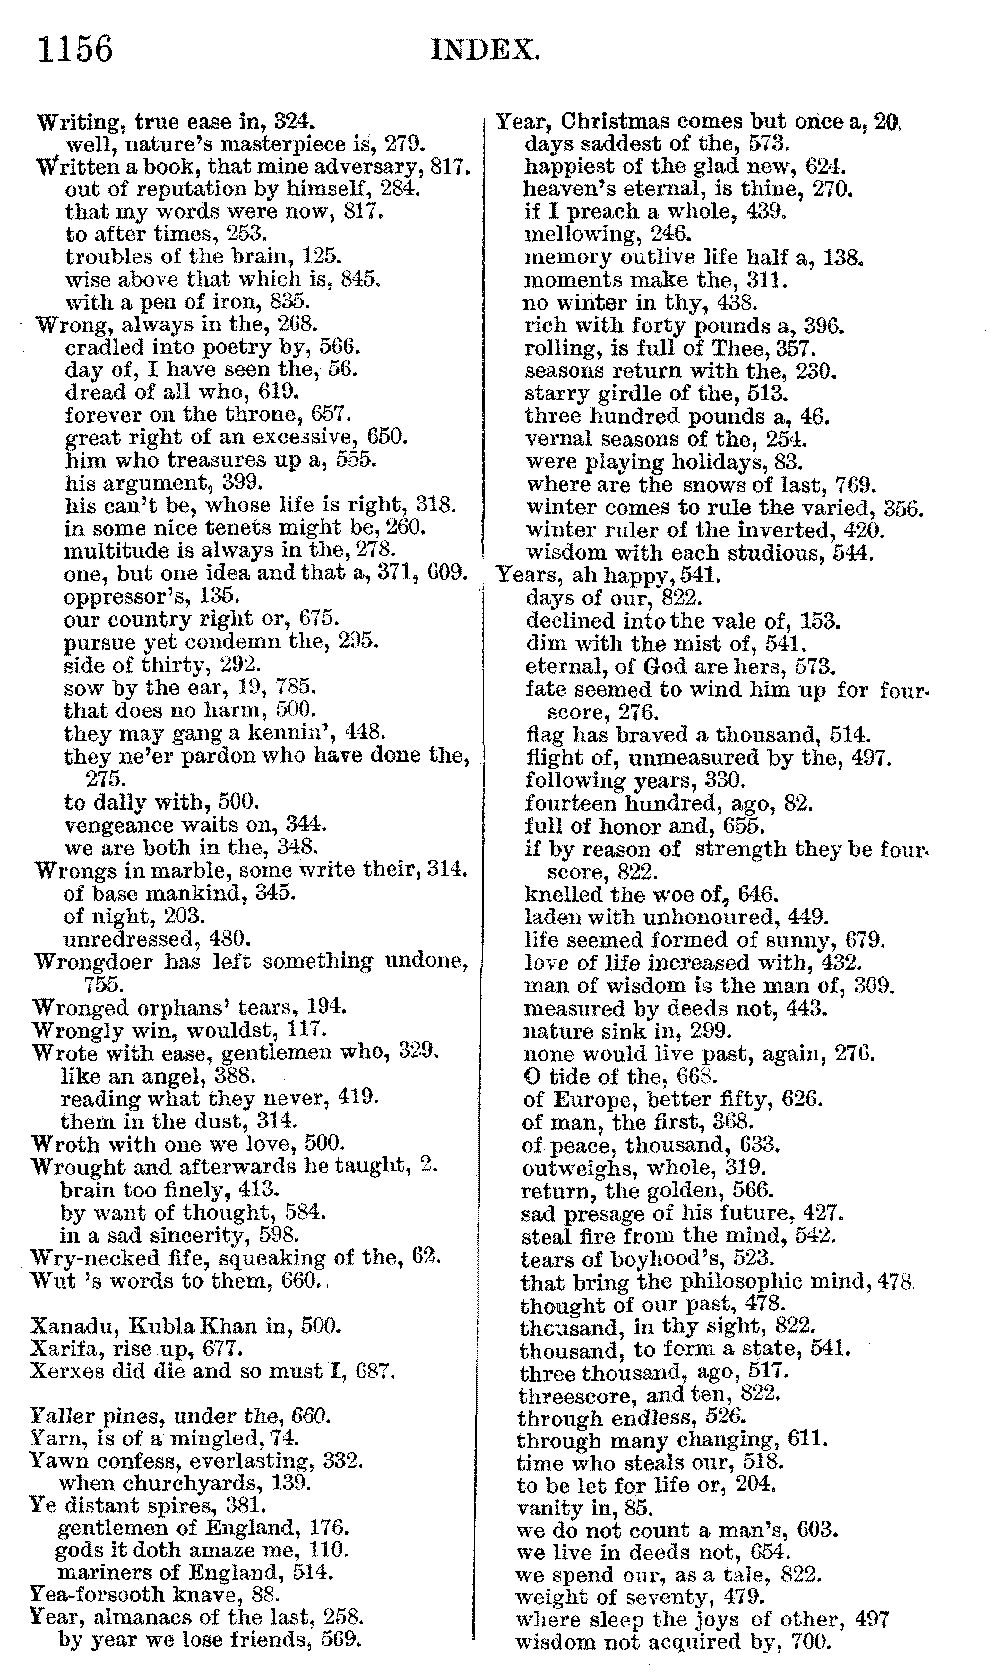 1156
INDEX.
Writing, true ease in, 324.
well, nature's masterpiece is, 279.
Written a book, that mine adversary, 817.
out of reputation by himself, 284.
that my words were now, 817.
to after times, 253.
troubles of the brain, 125.
wise above that which is, 845.
with a pen of iron, 835.
Wrong, always in the, 268.
cradled into poetry by, 566.
day of, I have seen the, 56.
dread of all who, 619.
forever on the throne, 657.
great right of an excessive, 650.
him who treasures up a, 555.
his argument, 399.
his can't be, whose life is right, 318.
in some nice tenets might be, 260.
multitude is always in the, 278.
one, but one idea and that a, 371, 609.
oppressor's, 135.
our country right or, 675.
pursue yet condemn the, 295.
side of thirty, 292.
sow by the ear, 19, 785.
that does no harm, 500.
they may gang a kennin', 448.
they ne'er pardon who have done the,
275.
to dally with, 500.
vengeance waits on, 344.
we are both in the, 348.
Wrongs in marble, some write their, 314.
of base mankind, 345.
of night, 203.
unredressed, 480.
Wrongdoer has left something undone,
755.
Wronged orphans' tears, 194.
Wrongly win, wouldst, 117.
Wrote with ease, gentlemen who, 329.
like an angel, 388.
reading what they never, 419.
them in the dust, 314.
Wroth with one we love, 500.
Wrought and afterwards he taught, 2.
brain too finely, 413.
by want of thought, 584.
in a sad sincerity, 598.
Wry-necked fife, squeaking of the, 62.
Wut 's words to them, 660.
Xanadu, Kubla Khan in, 500.
Xarifa, rise up, 677.
Xerxes did die and so must I, 687.
Yaller pines, under the, 660.
Yarn, is of a mingled, 74.
Yawn confess, everlasting, 332.
when churchyards, 139.
Ye distant spires, 381.
gentlemen of England, 176.
gods it doth amaze me, 110.
mariners of England, 514.
Yea-forsooth knave, 88.
Year, almanacs of the last, 258.
by year we lose friends, 569.
Year, Christmas comes but once a, 20.
days saddest of the, 573.
happiest of the glad new, 624.
heaven's eternal, is thine, 270.
if I preach a whole, 439.
mellowing, 246.
memory outlive life half a, 138.
moments make the, 311.
no winter in thy, 438.
rich with forty pounds a, 396.
rolling, is full of Thee, 357.
seasons return with the, 230.
starry girdle of the, 513.
three hundred pounds a, 46.
vernal seasons of the, 254.
were playing holidays, 83.
where are the snows of last, 769.
winter comes to rule the varied, 356.
winter ruler of the inverted, 420.
wisdom with each studious, 544.
Years, ah happy, 541.
days of our, 822.
declined into the vale of, 153.
dim with the mist of, 541.
eternal, of God are hers, 573.
fate seemed to wind him up for four-
score, 276.
flag has braved a thousand, 514.
flight of, unmeasured by the, 497.
following years, 330.
fourteen hundred, ago, 82.
full of honor and, 655.
if by reason of strength they be four-
score, 822.
knelled the woe of, 646.
laden with unhonoured, 449.
life seemed formed of sunny, 679.
love of life increased with, 432.
man of wisdom is the man of, 309.
measured by deeds not, 443.
nature sink in, 299.
none would live past, again, 276.
O tide of the, 668.
of Europe, better fifty, 626.
of man, the first, 368.
of peace, thousand, 633.
outweighs, whole, 319.
return, the golden, 566.
sad presage of his future, 427.
steal fire from the mind, 542.
tears of boyhood's, 523.
that bring the philosophic mind, 478.
thought of our past, 478.
thousand, in thy sight, 822.
thousand, to form a state, 541.
three thousand, ago, 517.
threescore, and ten, 822.
through endless, 526.
through many changing, 611.
time who steals our, 518.
to be let for life or, 204.
vanity in, 85.
we do not count a man's, 603.
we live in deeds not, 654.
we spend our, as a tale, 822.
weight of seventy, 479.
where sleep the joys of other, 497
wisdom not acquired by, 700.